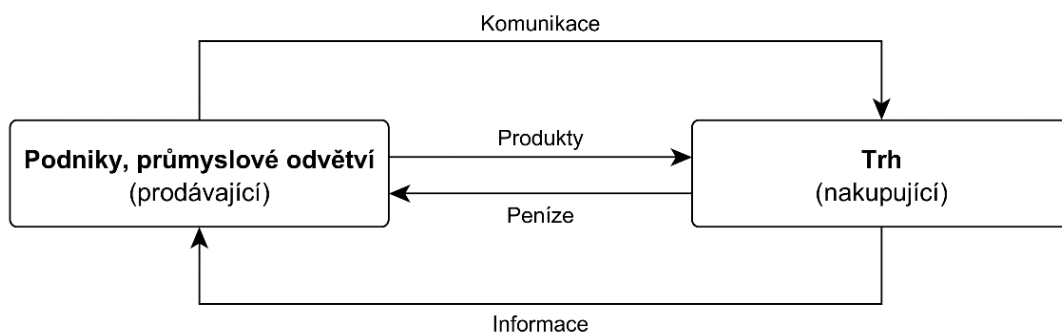 Komunikace
Podniky, průmyslové odvětví
(prodávající)
Produkty
Peníze
Trh
(nakupující)
Informace